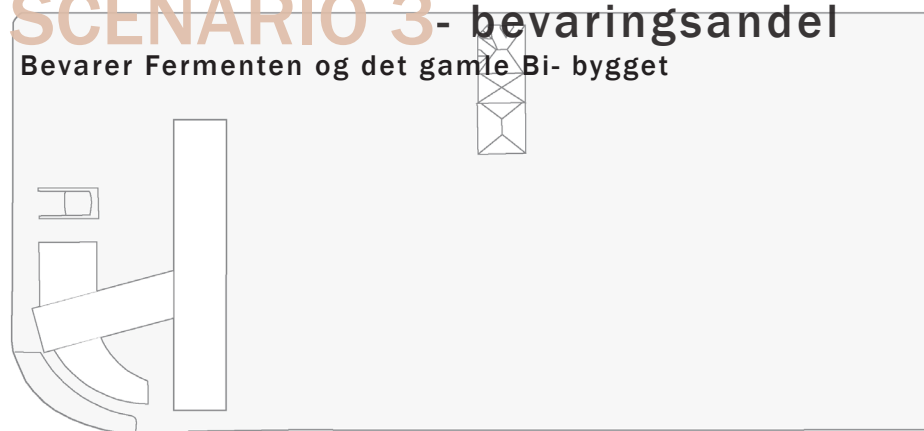 SCENARIO 3- bevaringsandel
Bevarer Fermenten og det gamle Bi- bygget